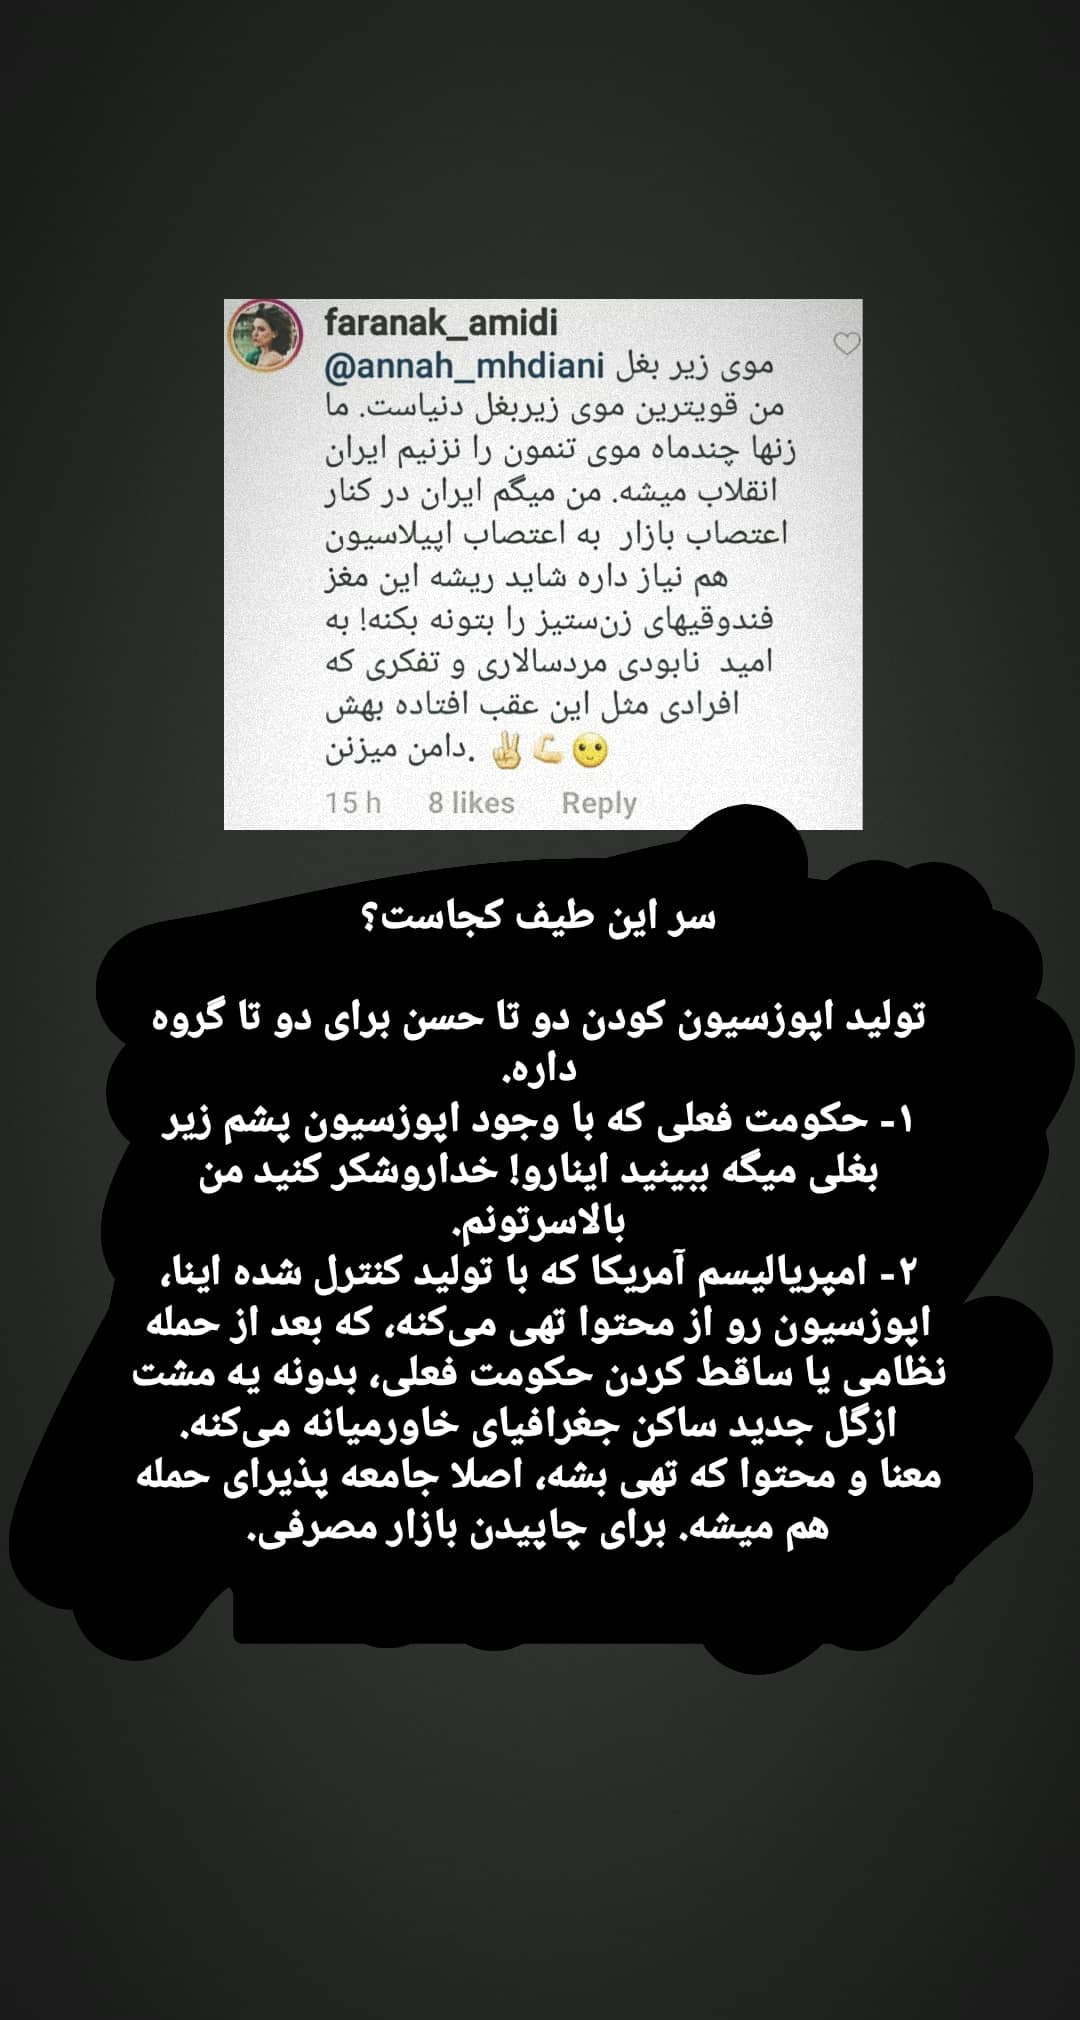 faranak_amidi
@annah_mhdiani موی زیر بغل
من قویترین موی زیربغل دنیاست. ما
زنها چندماه موی تنمون را نزنیم ایران
انقلاب میشه. من میگم ایران در کنار
اعتصاب بازار به اعتصاب اپیلاسیون
هم نیاز داره شاید ریشه این مغز
فندوقیهای زن‌ستیز را بتونه بکنه! به
امید نابودی مردسالاری و تفکری که
افرادی مثل این عقب افتاده بهش
دامن میزنن. ✌💪🙂
15 h 8 likes Reply
سر این طیف کجاست؟
تولید اپوزسیون کودن دو تا حسن برای دو تا گروه
داره.
۱- حکومت فعلی که با وجود اپوزسیون پشم زیر
بغلی میگه ببینید اینارو! خداروشکر کنید من
بالاسرتونم.
۲- امپریالیسم آمریکا که با تولید کنترل شده اینا،
اپوزسیون رو از محتوا تهی می‌کنه، که بعد از حمله
نظامی یا ساقط کردن حکومت فعلی، بدونه یه مشت
ازگل جدید ساکن جغرافیای خاورمیانه می‌کنه.
معنا و محتوا که تهی بشه، اصلا جامعه پذیرای حمله
هم میشه. برای چاپیدن بازار مصرفی.